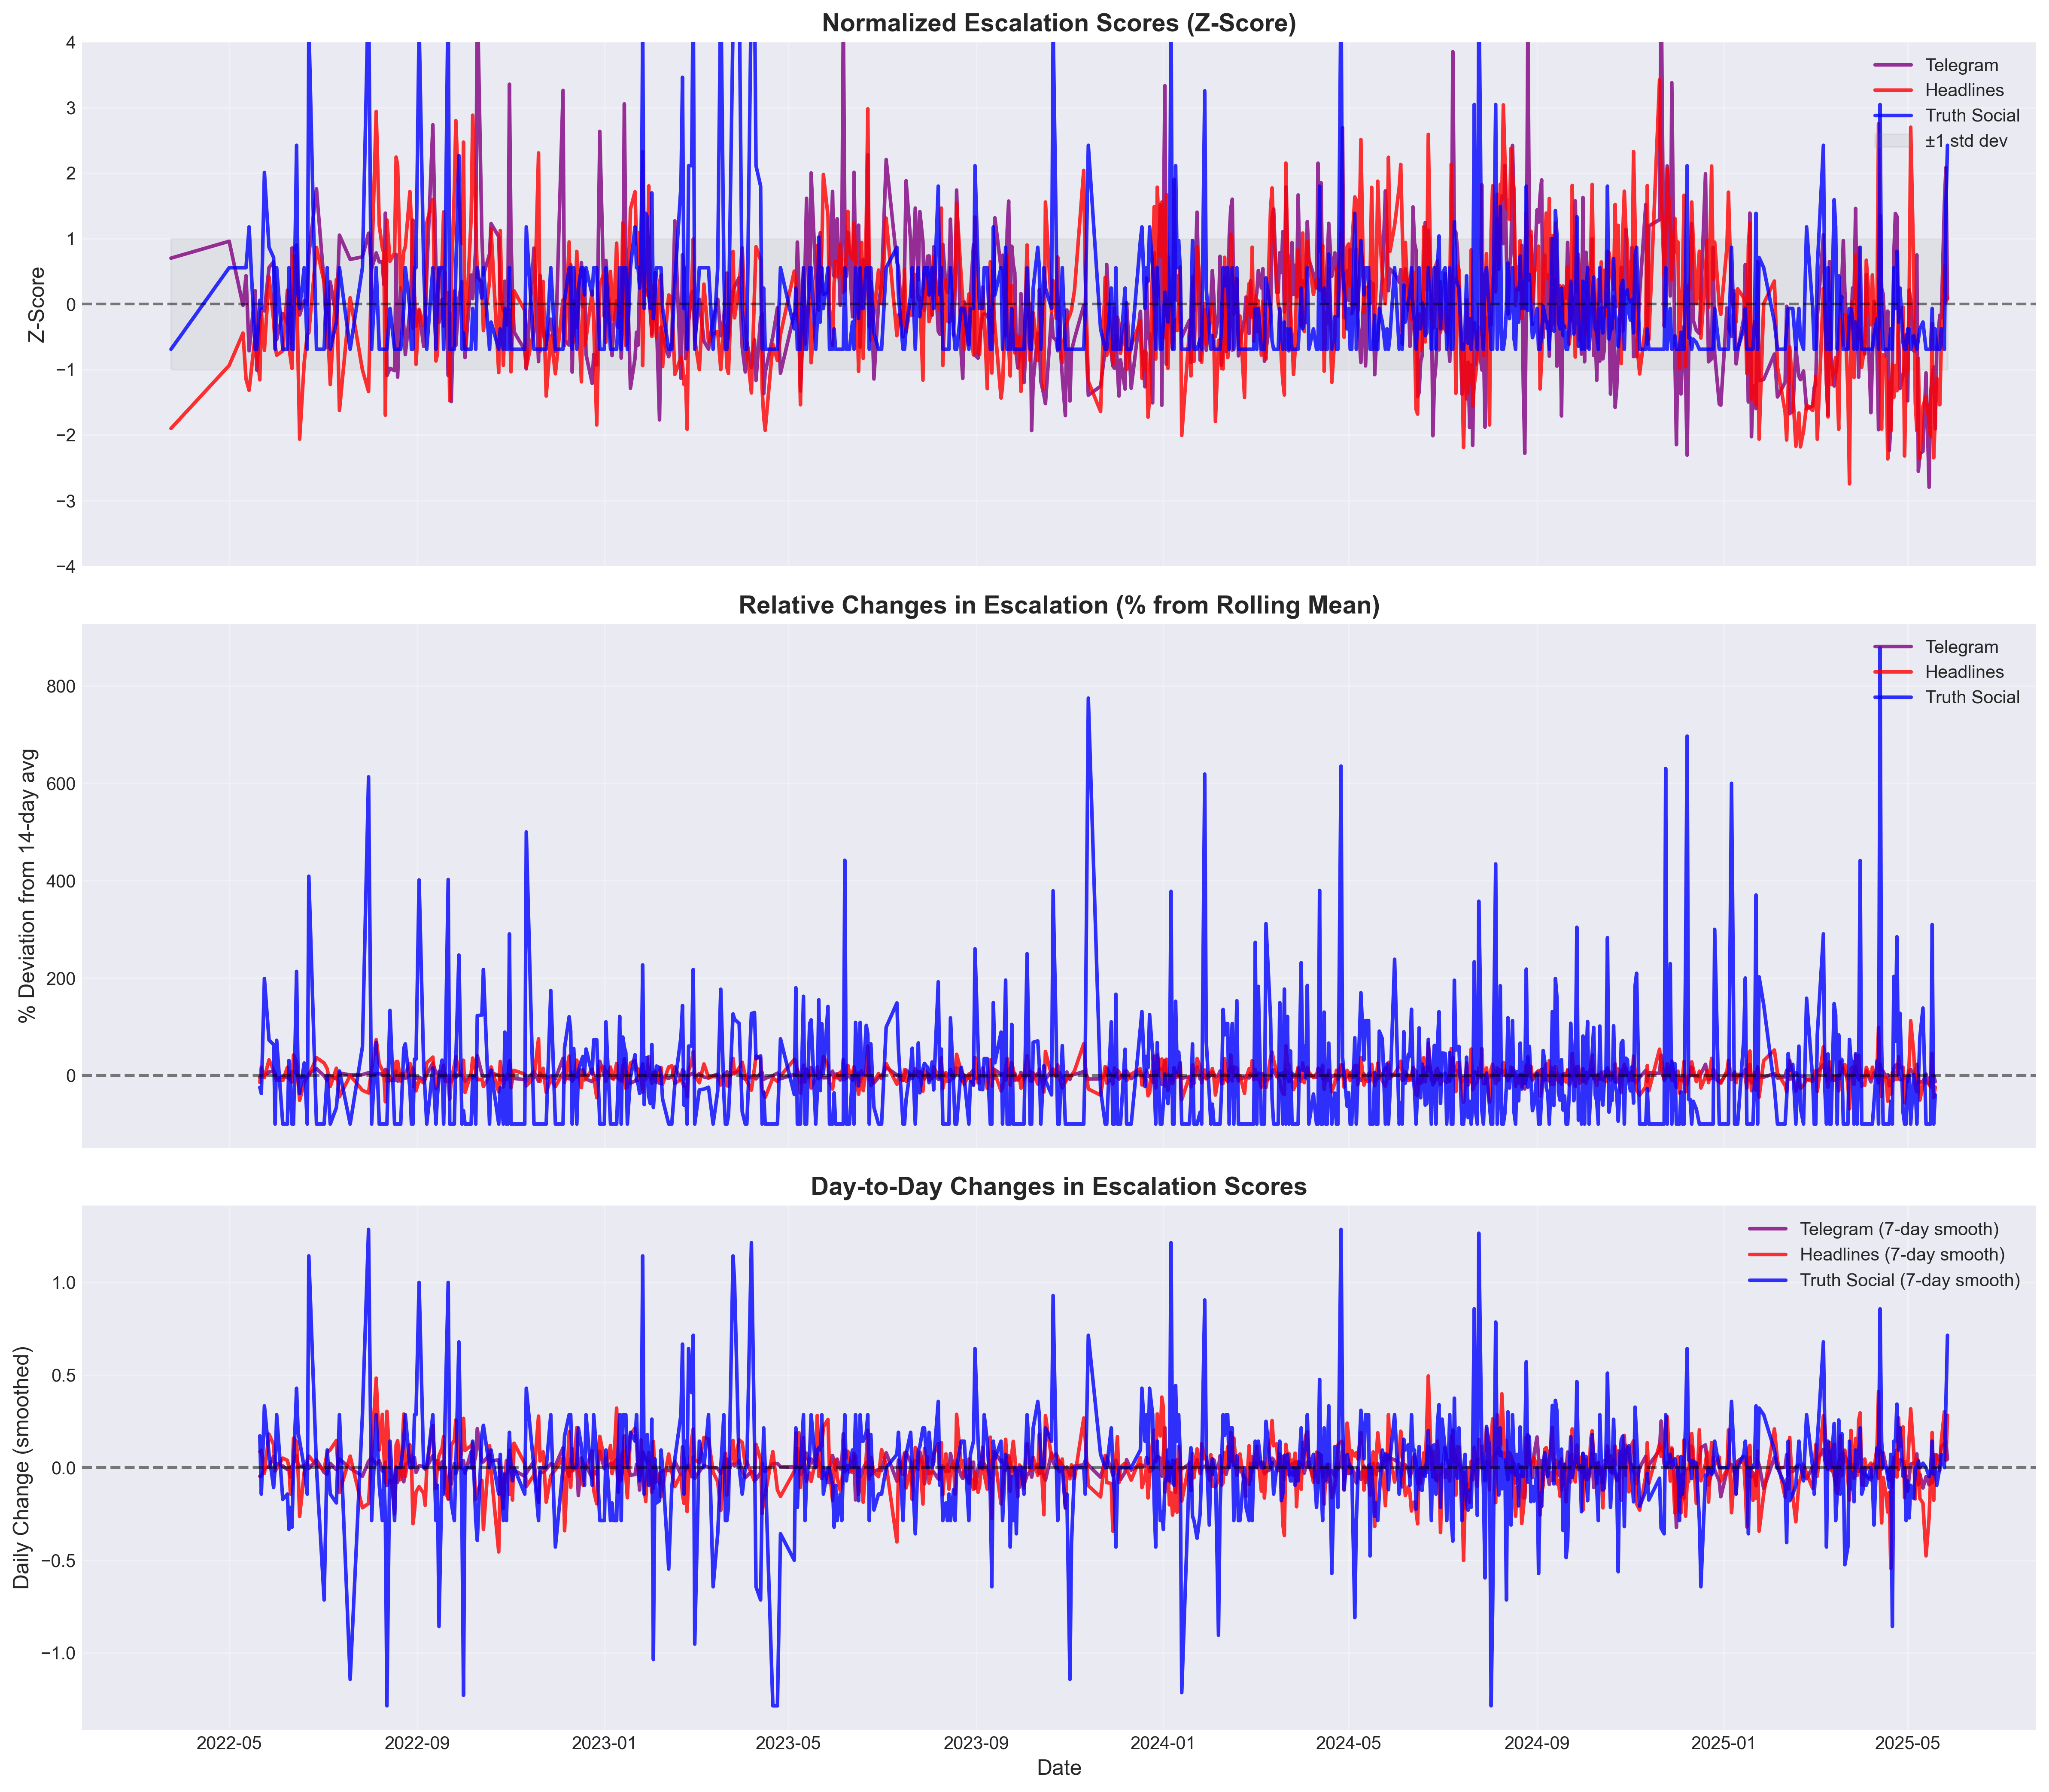 Normalized Escalation Scores (Z-Score)
4
3
2
1
0
−1
−2
−3
−4
Z-Score
Telegram
Headlines
Truth Social
±1 std dev
Relative Changes in Escalation (% from Rolling Mean)
800
600
400
200
0
% Deviation from 14-day avg
Telegram
Headlines
Truth Social
Day-to-Day Changes in Escalation Scores
1.0
0.5
0.0
−0.5
−1.0
Daily Change (smoothed)
Telegram (7-day smooth)
Headlines (7-day smooth)
Truth Social (7-day smooth)
2022-05 2022-09 2023-01 2023-05 2023-09 2024-01 2024-05 2024-09 2025-01 2025-05
Date